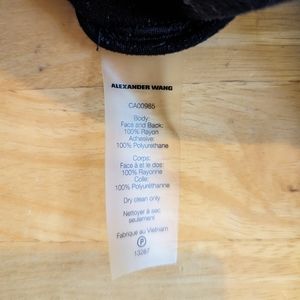 ALEXANDER WANG
CA00985
Body:
Face and Back:
100% Rayon
Adhesive:
100% Polyurethane
Corps:
Face à et le dos:
100% Rayonne
Colle:
100% Polyuréthanne
Dry clean only
Nettoyer à sec
seulement
Fabriqué au Vietnam
P
13267